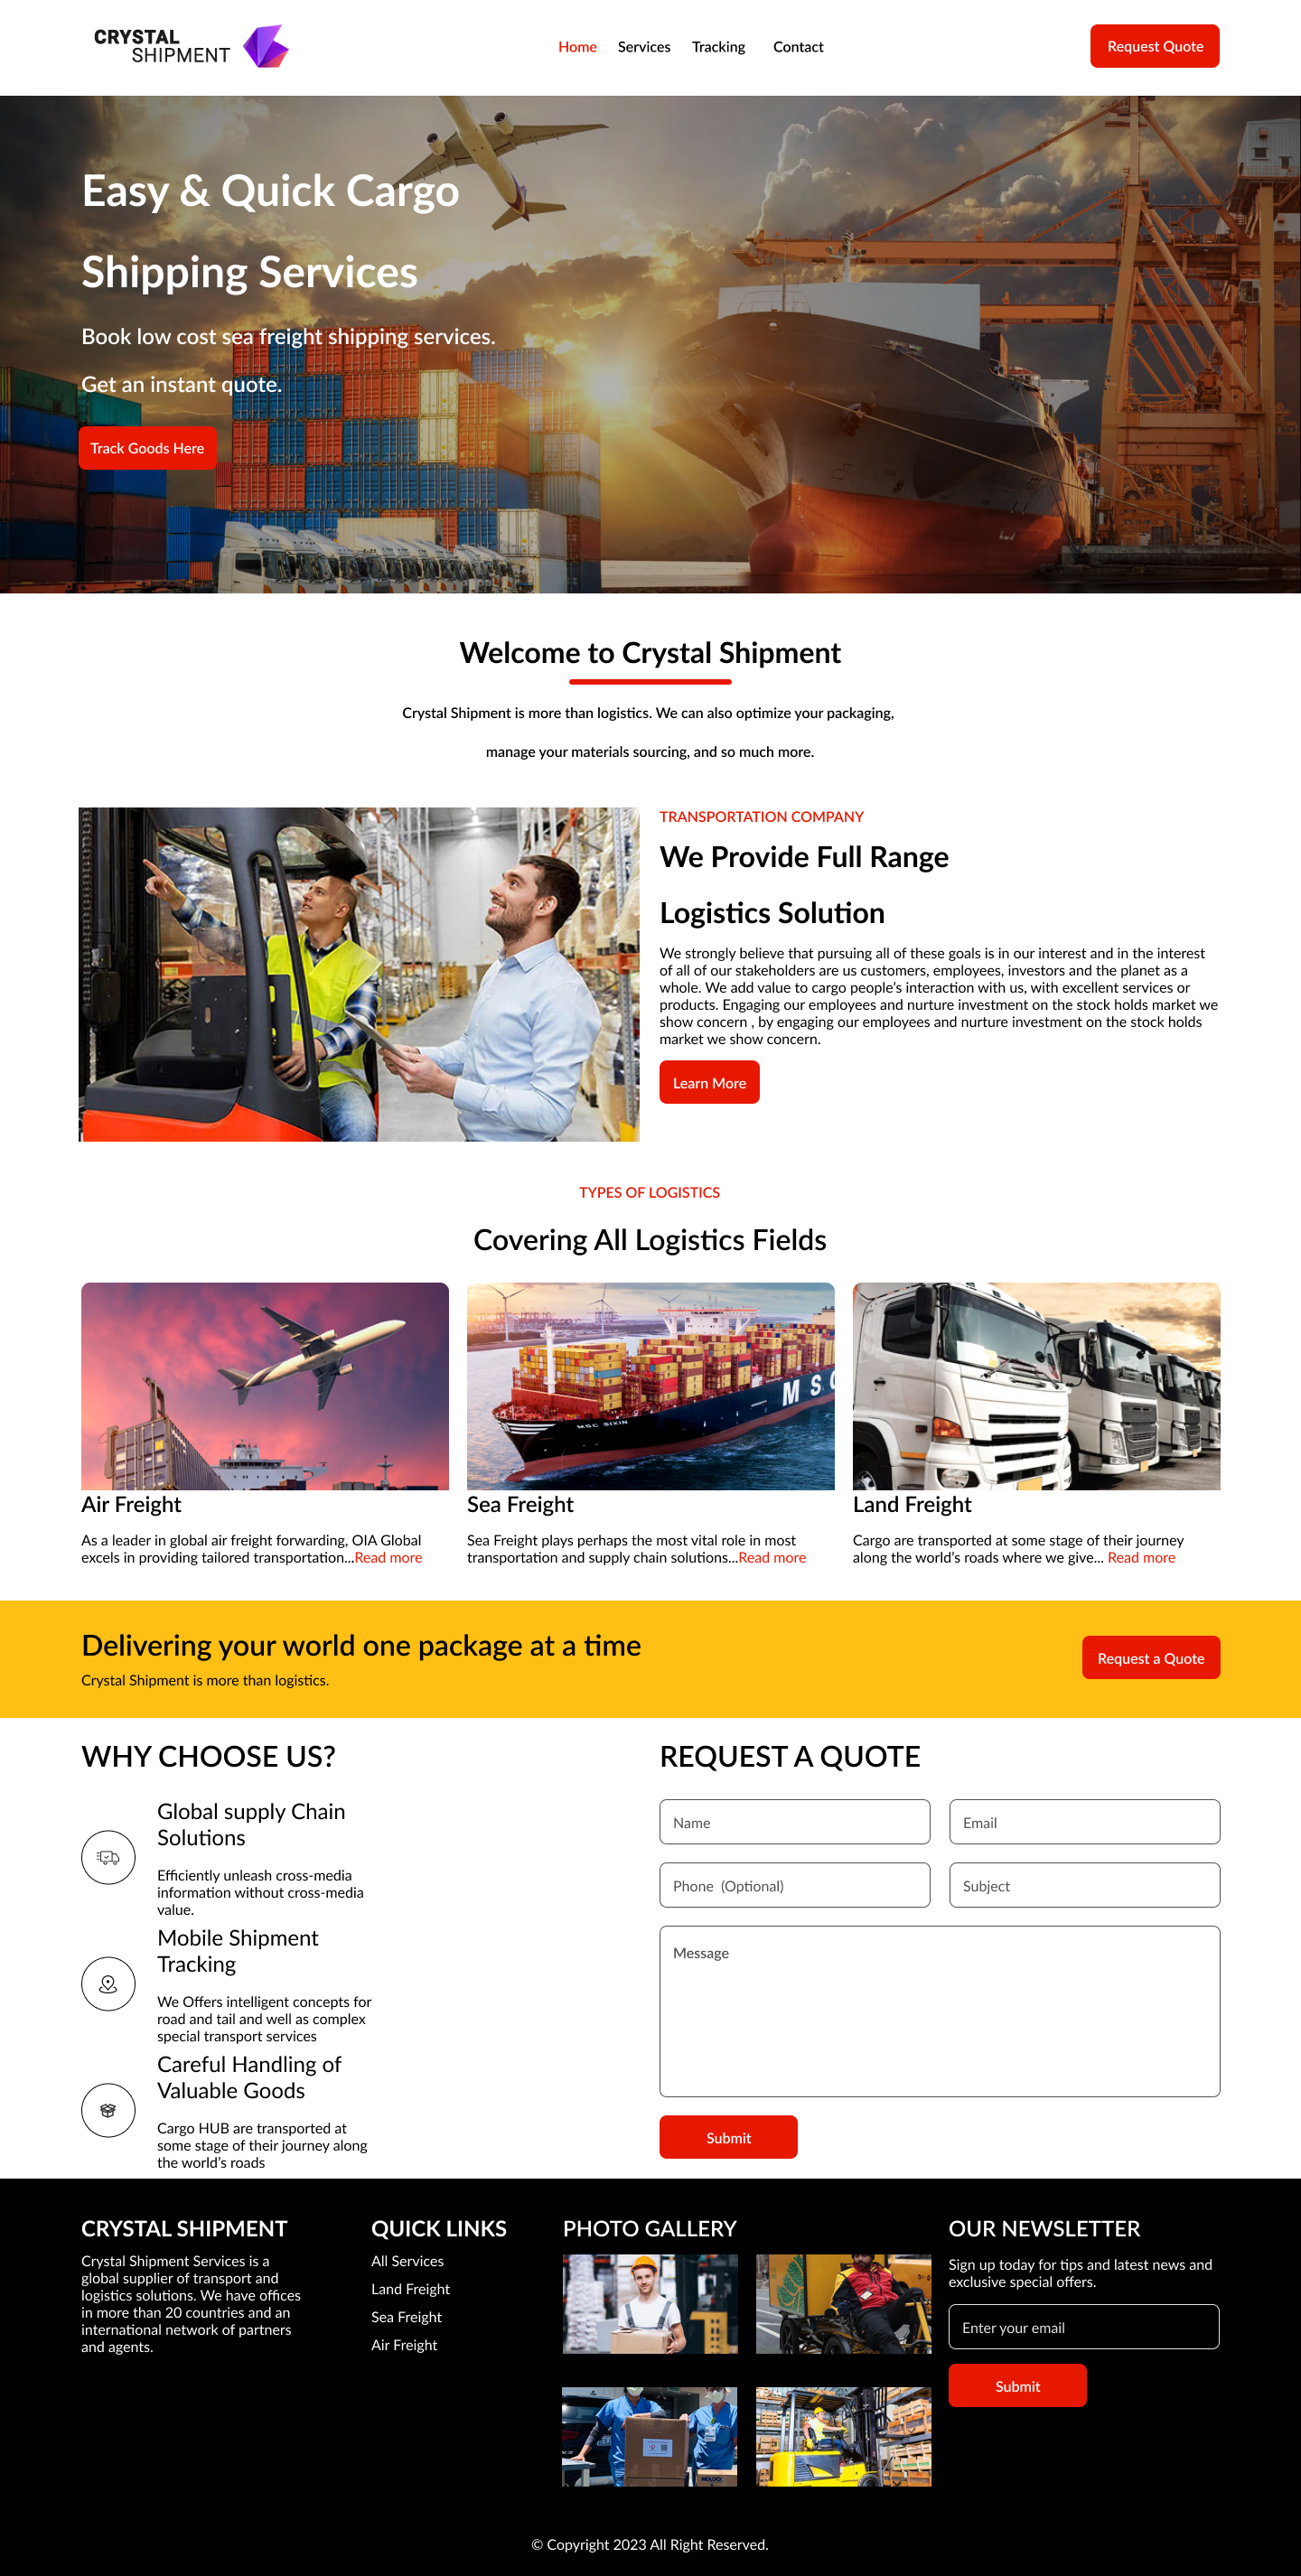 CRYSTAL
SHIPMENT
Home Services Tracking Contact
Request Quote
Easy & Quick Cargo
Shipping Services
Book low cost sea freight shipping services.
Get an instant quote.
Track Goods Here
Welcome to Crystal Shipment
Crystal Shipment is more than logistics. We can also optimize your packaging,
manage your materials sourcing, and so much more.
TRANSPORTATION COMPANY
We Provide Full Range
Logistics Solution
We strongly believe that pursuing all of these goals is in our interest and in the interest
of all of our stakeholders are us customers, employees, investors and the planet as a
whole. We add value to cargo people’s interaction with us, with excellent services or
products. Engaging our employees and nurture investment on the stock holds market we
show concern , by engaging our employees and nurture investment on the stock holds
market we show concern.
Learn More
TYPES OF LOGISTICS
Covering All Logistics Fields
MSC SIXIN
M S C
Air Freight
As a leader in global air freight forwarding, OIA Global
excels in providing tailored transportation...Read more
Sea Freight
Sea Freight plays perhaps the most vital role in most
transportation and supply chain solutions...Read more
Land Freight
Cargo are transported at some stage of their journey
along the world’s roads where we give... Read more
Delivering your world one package at a time
Crystal Shipment is more than logistics.
Request a Quote
WHY CHOOSE US?
Global supply Chain
Solutions
Efficiently unleash cross-media
information without cross-media
value.
Mobile Shipment
Tracking
We Offers intelligent concepts for
road and tail and well as complex
special transport services
Careful Handling of
Valuable Goods
Cargo HUB are transported at
some stage of their journey along
the world’s roads
REQUEST A QUOTE
Name
Email
Phone (Optional)
Subject
Message
Submit
CRYSTAL SHIPMENT
Crystal Shipment Services is a
global supplier of transport and
logistics solutions. We have offices
in more than 20 countries and an
international network of partners
and agents.
QUICK LINKS
All Services
Land Freight
Sea Freight
Air Freight
PHOTO GALLERY
OUR NEWSLETTER
Sign up today for tips and latest news and
exclusive special offers.
Enter your email
Submit
© Copyright 2023 All Right Reserved.